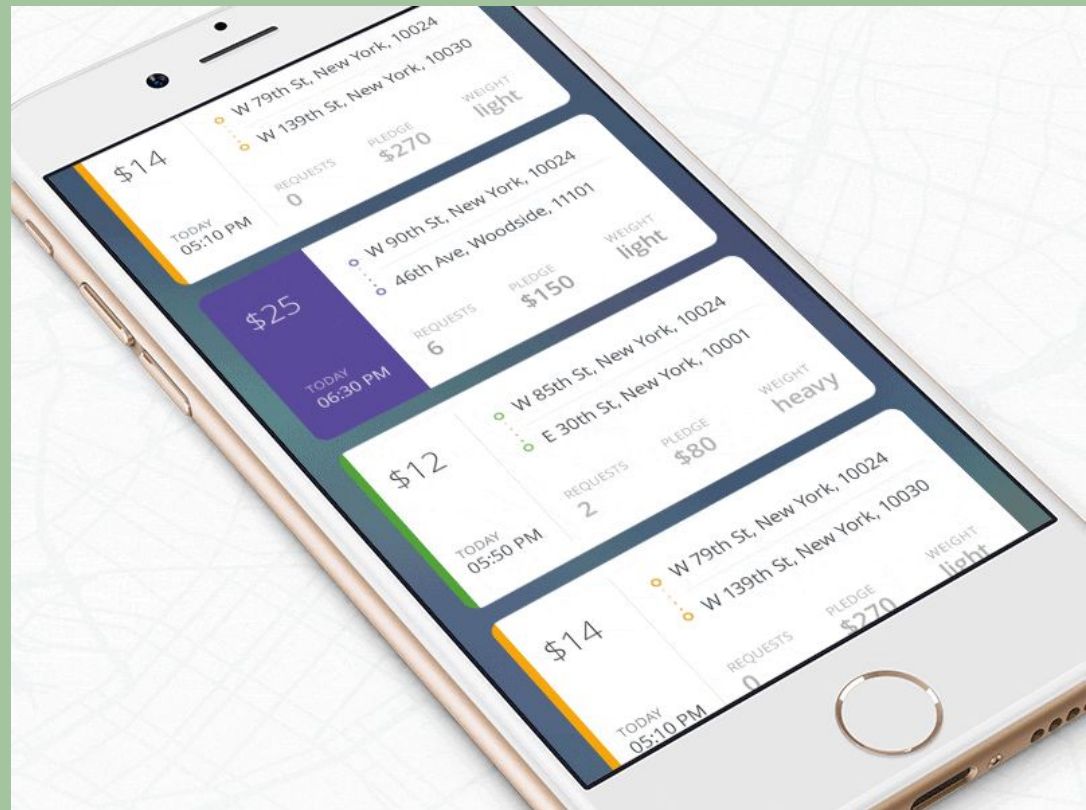 $14
TODAY
05:10 PM
W 79th St, New York, 10024
W 139th St, New York, 10030
REQUESTS
0
PLEDGE
$270
WEIGHT
light
$25
TODAY
06:30 PM
W 90th St, New York, 10024
46th Ave, Woodside, 11101
REQUESTS
6
PLEDGE
$150
WEIGHT
light
$12
TODAY
05:50 PM
W 85th St, New York, 10024
E 30th St, New York, 10001
REQUESTS
2
PLEDGE
$80
WEIGHT
heavy
$14
TODAY
05:10 PM
W 79th St, New York, 10024
W 139th St, New York, 10030
REQUESTS
0
PLEDGE
$270
WEIGHT
light